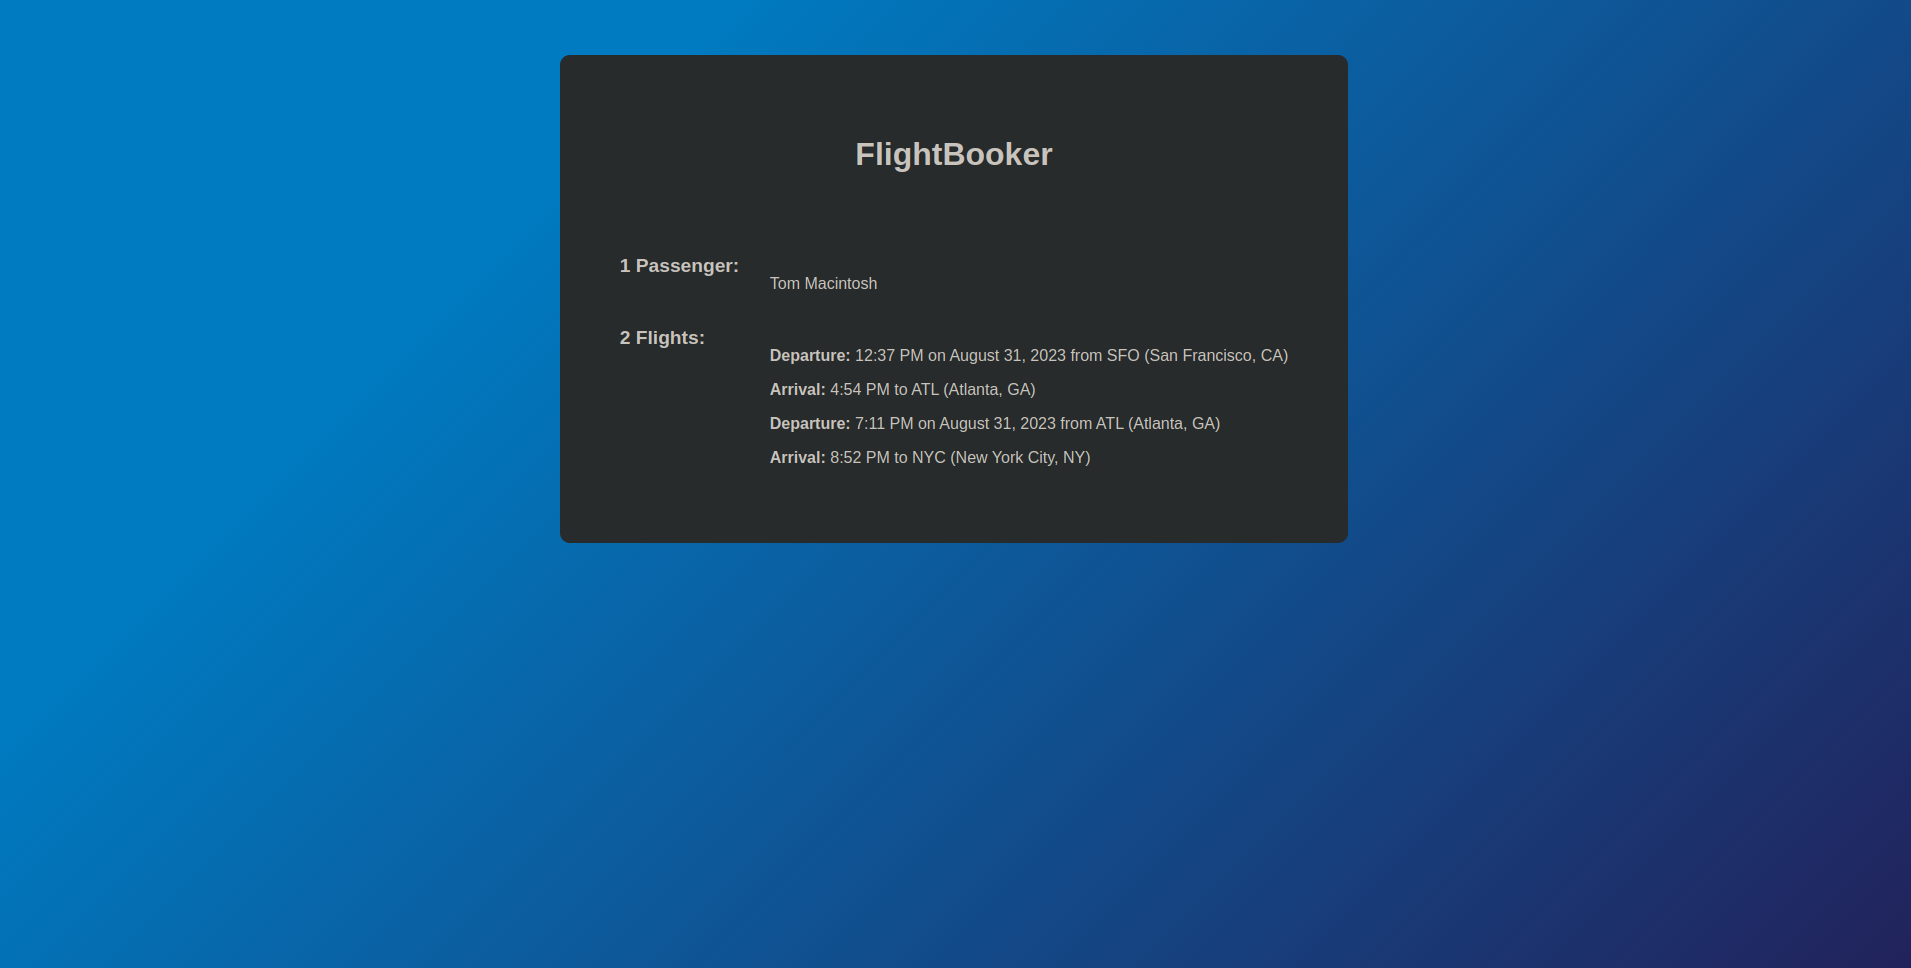 FlightBooker
1 Passenger:
Tom Macintosh
2 Flights:
Departure: 12:37 PM on August 31, 2023 from SFO (San Francisco, CA)
Arrival: 4:54 PM to ATL (Atlanta, GA)
Departure: 7:11 PM on August 31, 2023 from ATL (Atlanta, GA)
Arrival: 8:52 PM to NYC (New York City, NY)